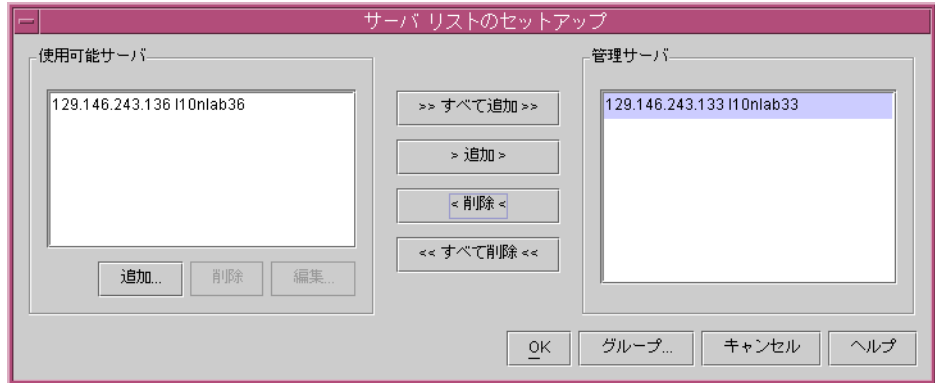 サーバ リストのセットアップ
使用可能サーバ
129.146.243.136 l10nlab36
追加...
削除
編集...
>> すべて追加 >>
> 追加 >
< 削除 <
<< すべて削除 <<
管理サーバ
129.146.243.133 l10nlab33
OK
グループ...
キャンセル
ヘルプ